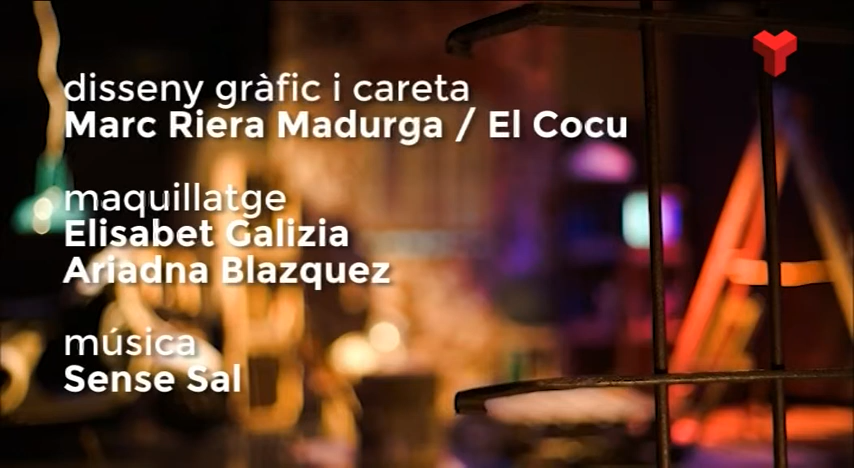 disseny gràfic i careta
Marc Riera Madurga / El Cocu
maquillatge
Elisabet Galizia
Ariadna Blazquez
música
Sense Sal